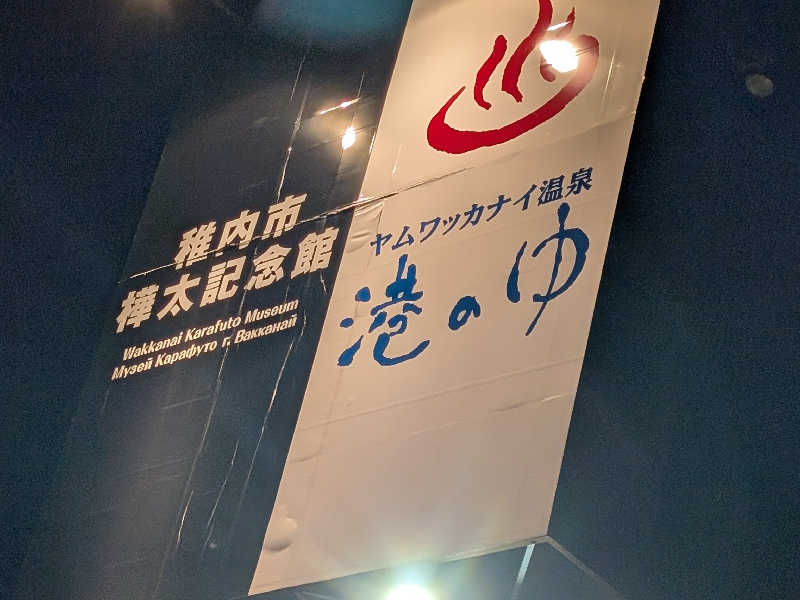 稚内市
樺太記念館
Wakkanai Karafuto Museum
Музей Карафуто г. Вакканай
ヤムワッカナイ温泉
港のゆ